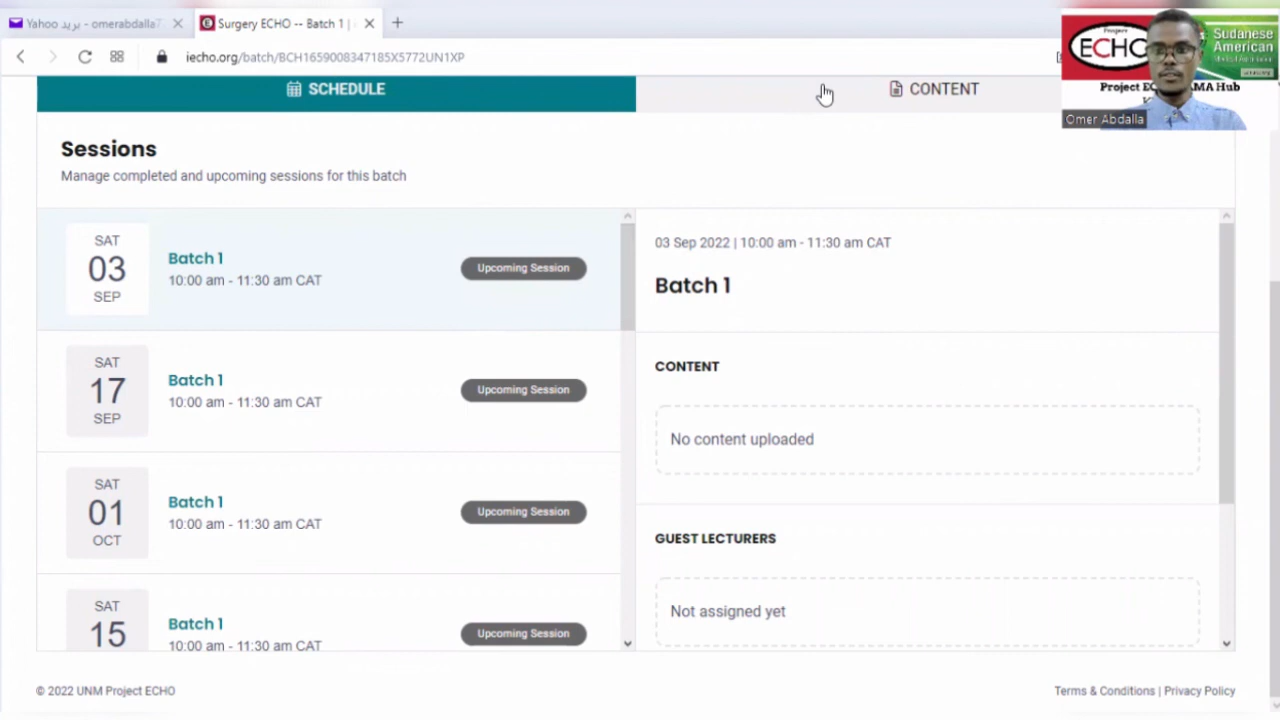 Yahoo بريد - omerabdalla7
Surgery ECHO -- Batch 1 |
iecho.org/batch/BCH1659008347185X5772UN1XP
Project
ECHO
Sudanese
American
Omer Abdalla
SCHEDULE
CONTENT
Sessions
Manage completed and upcoming sessions for this batch
SAT
03
SEP
Batch 1
10:00 am - 11:30 am CAT
Upcoming Session
SAT
17
SEP
Batch 1
10:00 am - 11:30 am CAT
Upcoming Session
SAT
01
OCT
Batch 1
10:00 am - 11:30 am CAT
Upcoming Session
SAT
15
Batch 1
10:00 am - 11:30 am CAT
Upcoming Session
03 Sep 2022 | 10:00 am - 11:30 am CAT
Batch 1
CONTENT
No content uploaded
GUEST LECTURERS
Not assigned yet
© 2022 UNM Project ECHO
Terms & Conditions | Privacy Policy